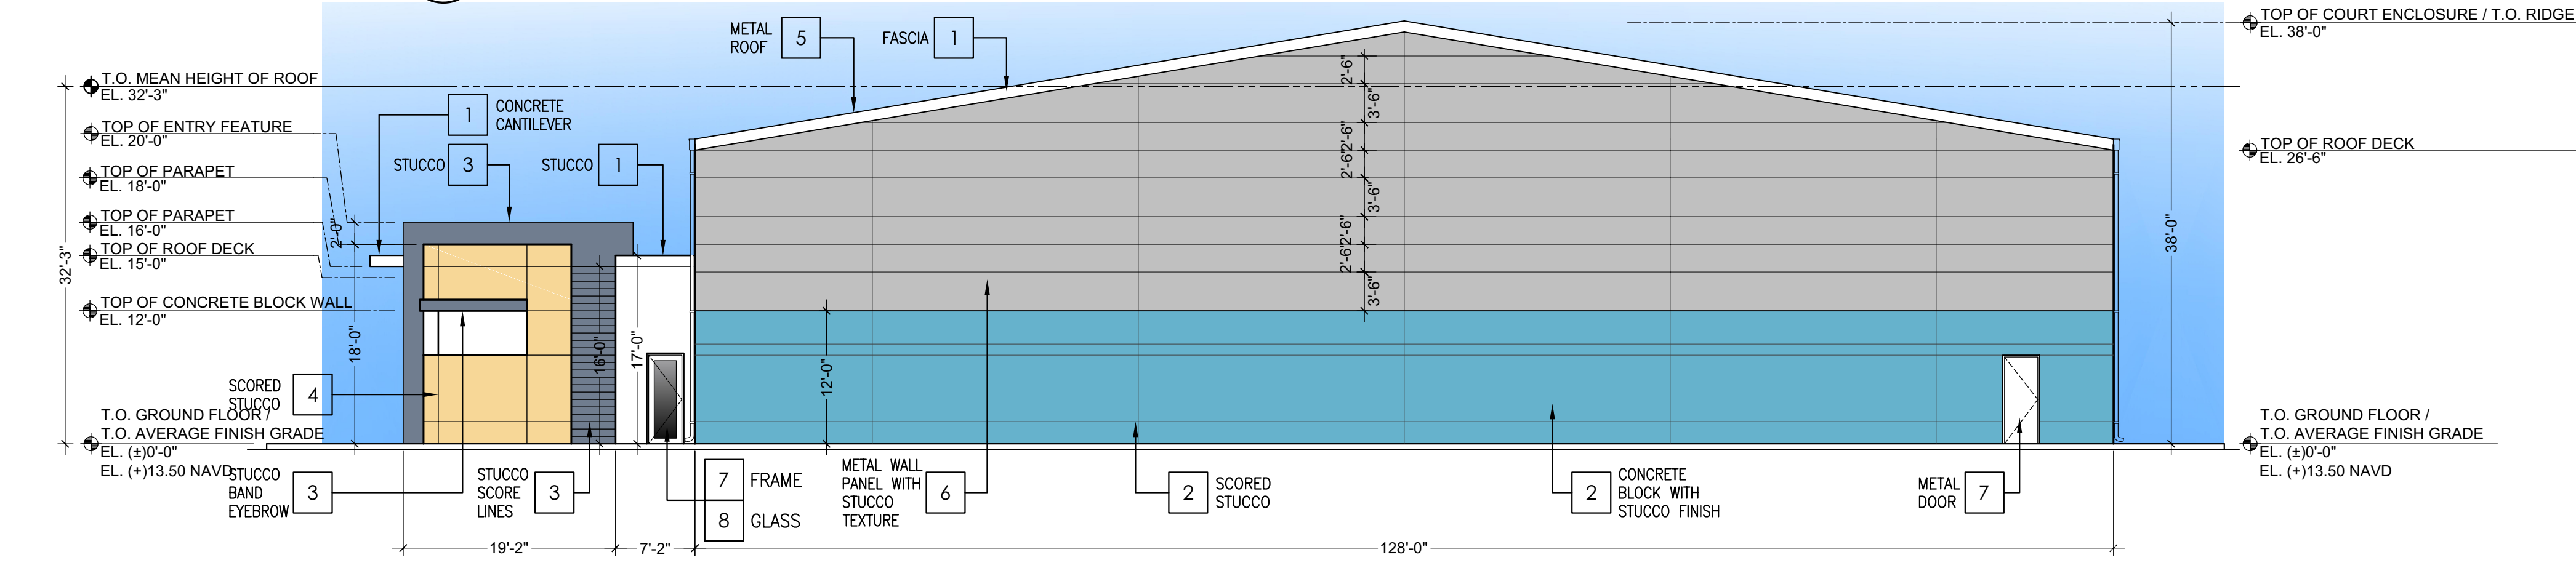 TOP OF COURT ENCLOSURE / T.O. RIDGE
EL. 38'-0"
METAL
ROOF
5
FASCIA
1
T.O. MEAN HEIGHT OF ROOF
EL. 32'-3"
1
CONCRETE
CANTILEVER
TOP OF ENTRY FEATURE
EL. 20'-0"
STUCCO
3
STUCCO
1
TOP OF ROOF DECK
EL. 26'-6"
TOP OF PARAPET
EL. 18'-0"
TOP OF PARAPET
EL. 16'-0"
TOP OF ROOF DECK
EL. 15'-0"
TOP OF CONCRETE BLOCK WALL
EL. 12'-0"
32'-3"
2'-0"
18'-0"
16'-0"
17'-0"
12'-0"
2'-6"
3'-6"
2'-6"
2'-6"
3'-6"
2'-6"
2'-6"
3'-6"
38'-0"
SCORED
STUCCO
4
T.O. GROUND FLOOR /
T.O. AVERAGE FINISH GRADE
EL. (±)0'-0"
EL. (+)13.50 NAVD
T.O. GROUND FLOOR /
T.O. AVERAGE FINISH GRADE
EL. (±)0'-0"
EL. (+)13.50 NAVD
STUCCO
BAND
EYEBROW
3
STUCCO
SCORE
LINES
3
7
FRAME
8
GLASS
METAL WALL
PANEL WITH
STUCCO
TEXTURE
6
2
SCORED
STUCCO
2
CONCRETE
BLOCK WITH
STUCCO FINISH
METAL
DOOR
7
19'-2"
7'-2"
128'-0"